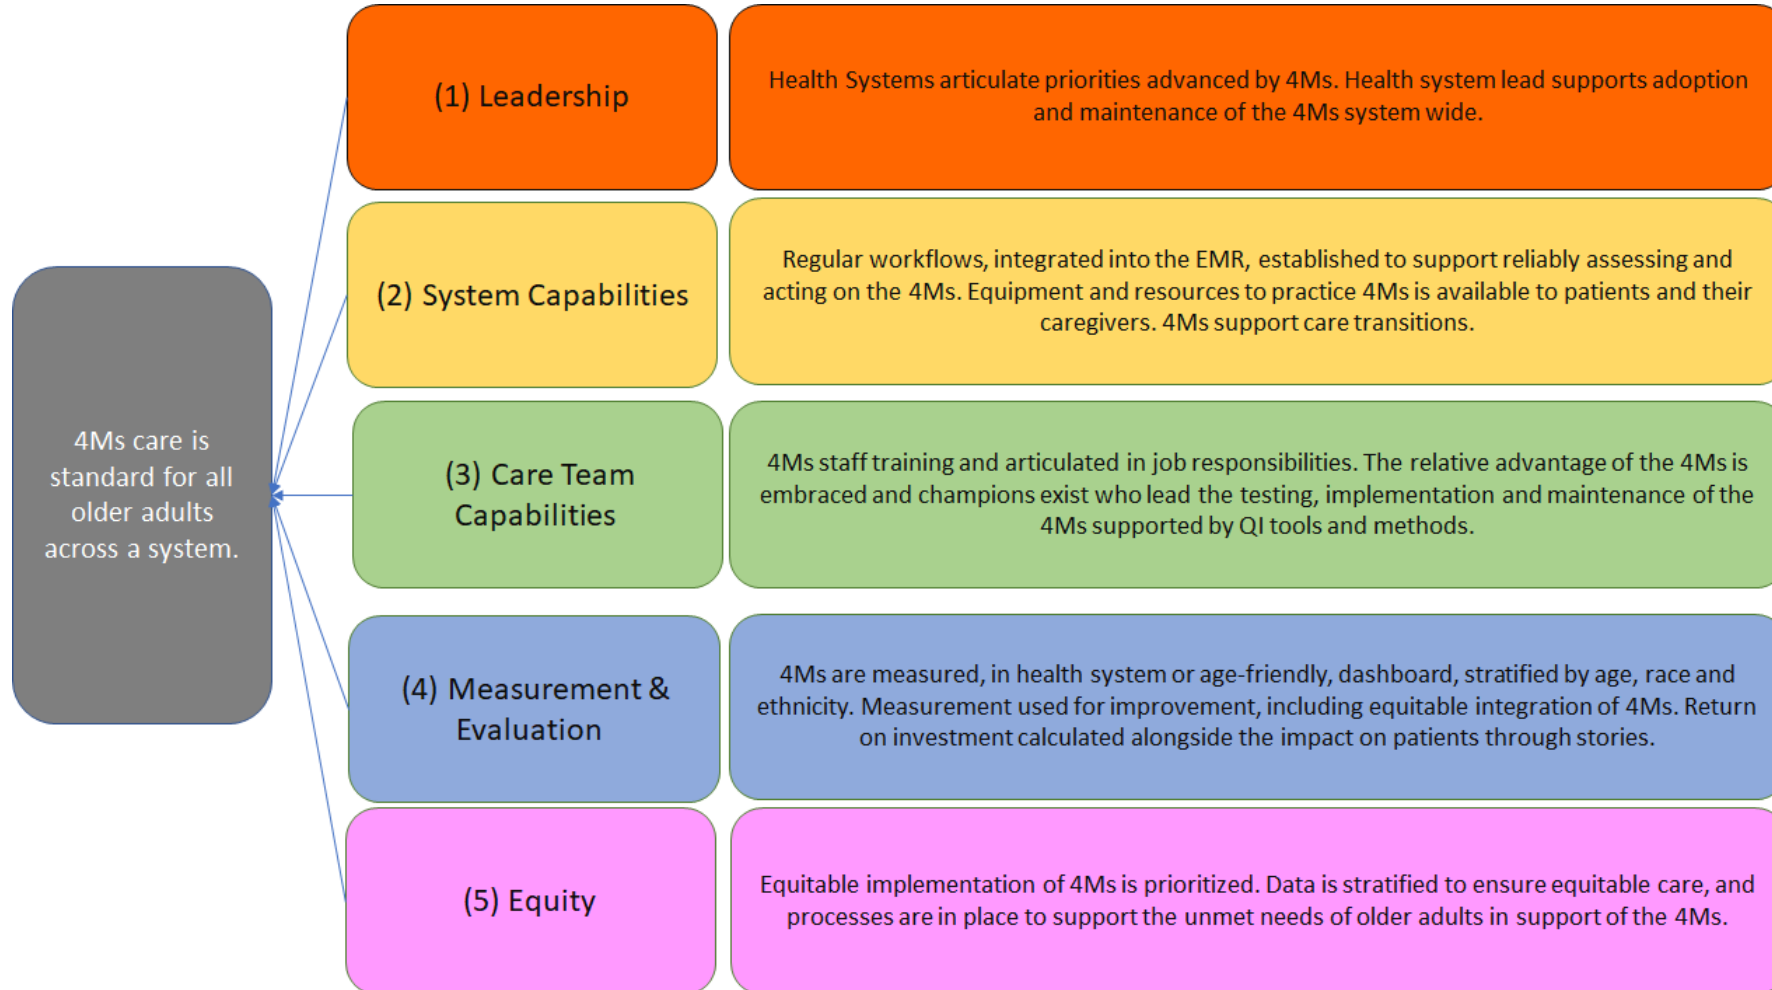 (1) Leadership
Health Systems articulate priorities advanced by 4Ms. Health system lead supports adoption
and maintenance of the 4Ms system wide.
(2) System Capabilities
Regular workflows, integrated into the EMR, established to support reliably assessing and
acting on the 4Ms. Equipment and resources to practice 4Ms is available to patients and their
caregivers. 4Ms support care transitions.
4Ms care is
standard for all
older adults
across a system.
(3) Care Team
Capabilities
4Ms staff training and articulated in job responsibilities. The relative advantage of the 4Ms is
embraced and champions exist who lead the testing, implementation and maintenance of the
4Ms supported by QI tools and methods.
(4) Measurement &
Evaluation
4Ms are measured, in health system or age-friendly, dashboard, stratified by age, race and
ethnicity. Measurement used for improvement, including equitable integration of 4Ms. Return
on investment calculated alongside the impact on patients through stories.
(5) Equity
Equitable implementation of 4Ms is prioritized. Data is stratified to ensure equitable care, and
processes are in place to support the unmet needs of older adults in support of the 4Ms.